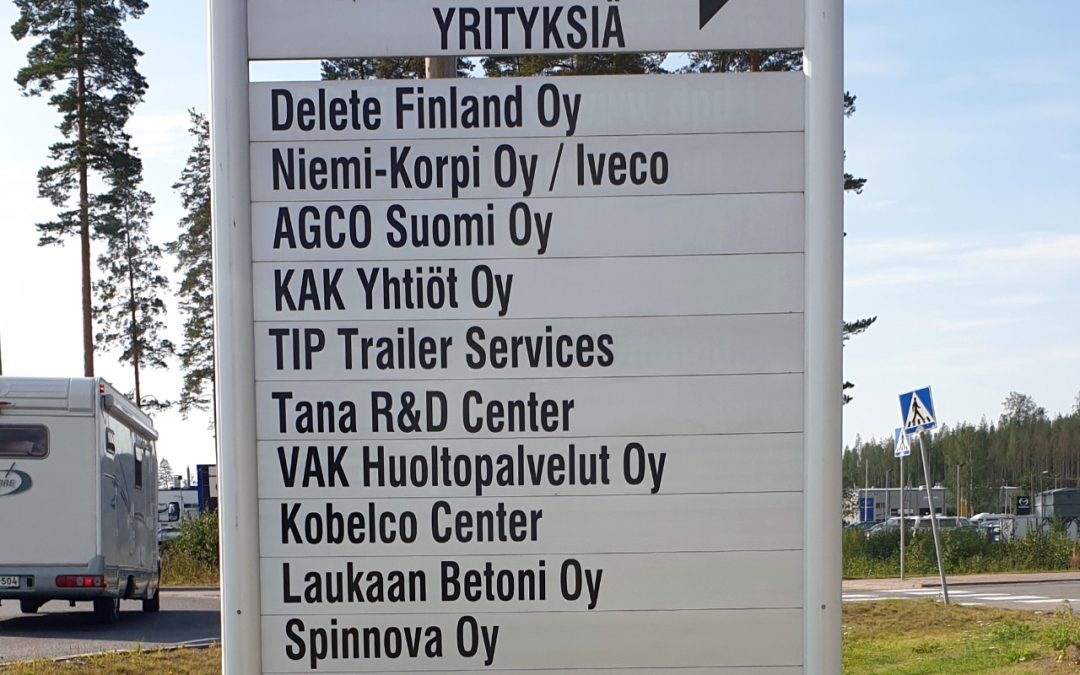 YRITYKSIÄ
Delete Finland Oy
Niemi-Korpi Oy / Iveco
AGCO Suomi Oy
KAK Yhtiöt Oy
TIP Trailer Services
Tana R&D Center
VAK Huoltopalvelut Oy
Kobelco Center
Laukaan Betoni Oy
Spinnova Oy
504